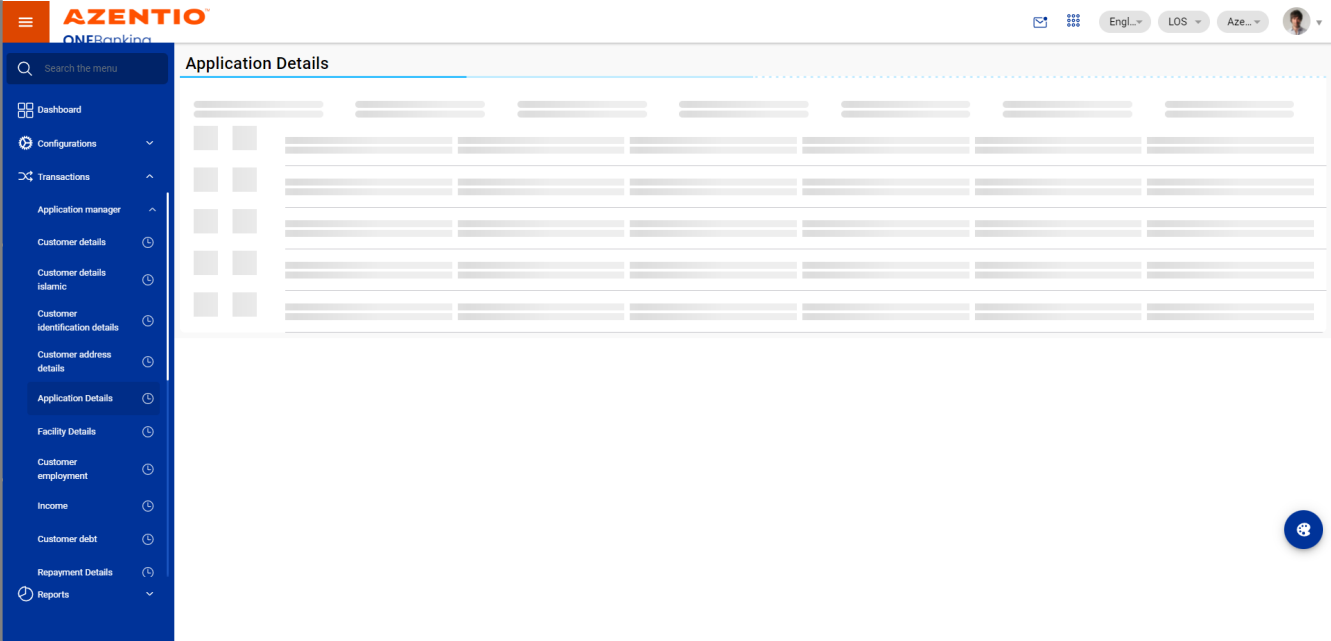 AZENTIO™
ONEBanking
Engl...
LOS
Aze...
Search the menu
Application Details
Dashboard
Configurations
Transactions
Application manager
Customer details
Customer details
islamic
Customer
identification details
Customer address
details
Application Details
Facility Details
Customer
employment
Income
Customer debt
Repayment Details
Reports